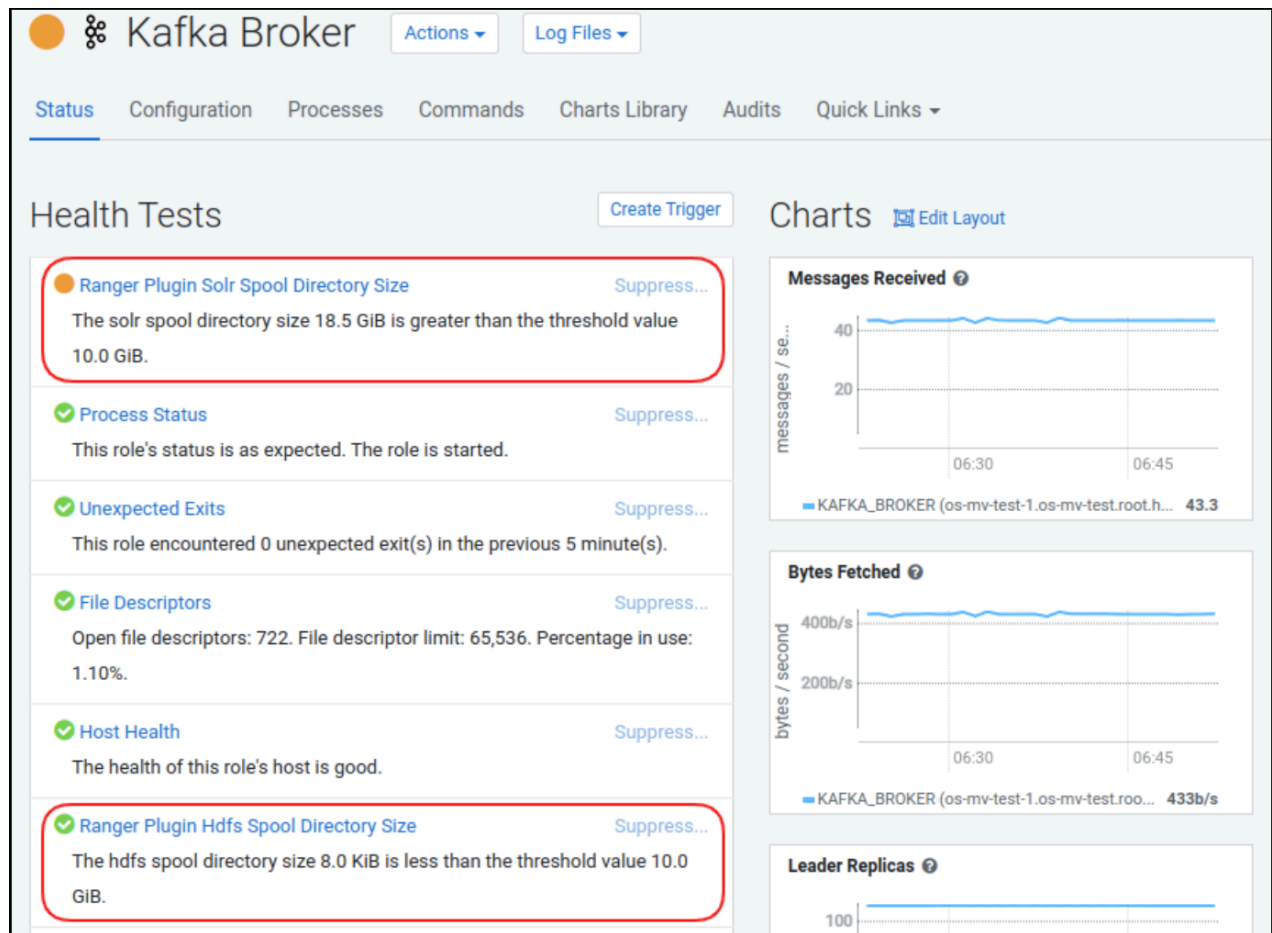 Kafka Broker
Actions
Log Files
Status
Configuration
Processes
Commands
Charts Library
Audits
Quick Links
Health Tests
Create Trigger
Ranger Plugin Solr Spool Directory Size
Suppress...
The solr spool directory size 18.5 GiB is greater than the threshold value
10.0 GiB.
Process Status
Suppress...
This role's status is as expected. The role is started.
Unexpected Exits
Suppress...
This role encountered 0 unexpected exit(s) in the previous 5 minute(s).
File Descriptors
Suppress...
Open file descriptors: 722. File descriptor limit: 65,536. Percentage in use:
1.10%.
Host Health
Suppress...
The health of this role's host is good.
Ranger Plugin Hdfs Spool Directory Size
Suppress...
The hdfs spool directory size 8.0 KiB is less than the threshold value 10.0
GiB.
Charts
Edit Layout
Messages Received
messages / se...
40
20
06:30
06:45
KAFKA_BROKER (os-mv-test-1.os-mv-test.root.h... 43.3
Bytes Fetched
bytes / second
400b/s
200b/s
06:30
06:45
KAFKA_BROKER (os-mv-test-1.os-mv-test.roo... 433b/s
Leader Replicas
100